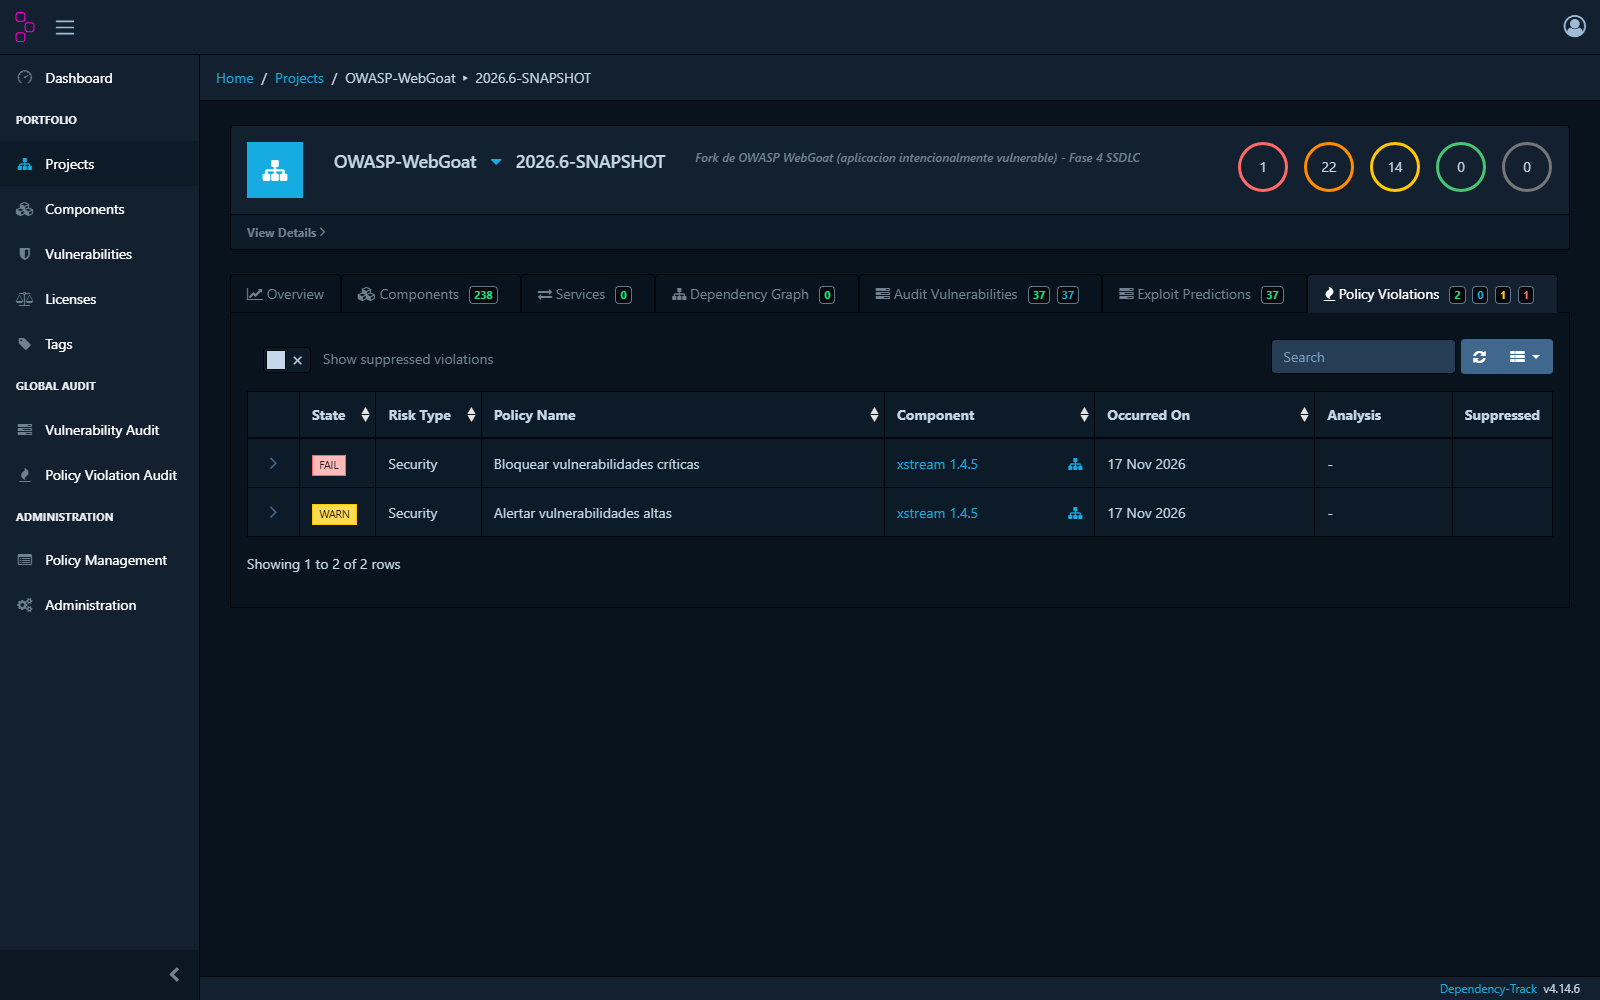 Home / Projects / OWASP-WebGoat ▸ 2026.6-SNAPSHOT
Dashboard
PORTFOLIO
Projects
Components
Vulnerabilities
Licenses
Tags
GLOBAL AUDIT
Vulnerability Audit
Policy Violation Audit
ADMINISTRATION
Policy Management
Administration
OWASP-WebGoat 2026.6-SNAPSHOT Fork de OWASP WebGoat (aplicacion intencionalmente vulnerable) - Fase 4 SSDLC 1 22 14 0 0
View Details
Overview Components 238 Services 0 Dependency Graph 0 Audit Vulnerabilities 37 37 Exploit Predictions 37 Policy Violations 2 0 1 1
Show suppressed violations Search
State Risk Type Policy Name Component Occurred On Analysis Suppressed
FAIL Security Bloquear vulnerabilidades críticas xstream 1.4.5 17 Nov 2026 -
WARN Security Alertar vulnerabilidades altas xstream 1.4.5 17 Nov 2026 -
Showing 1 to 2 of 2 rows
Dependency-Track v4.14.6